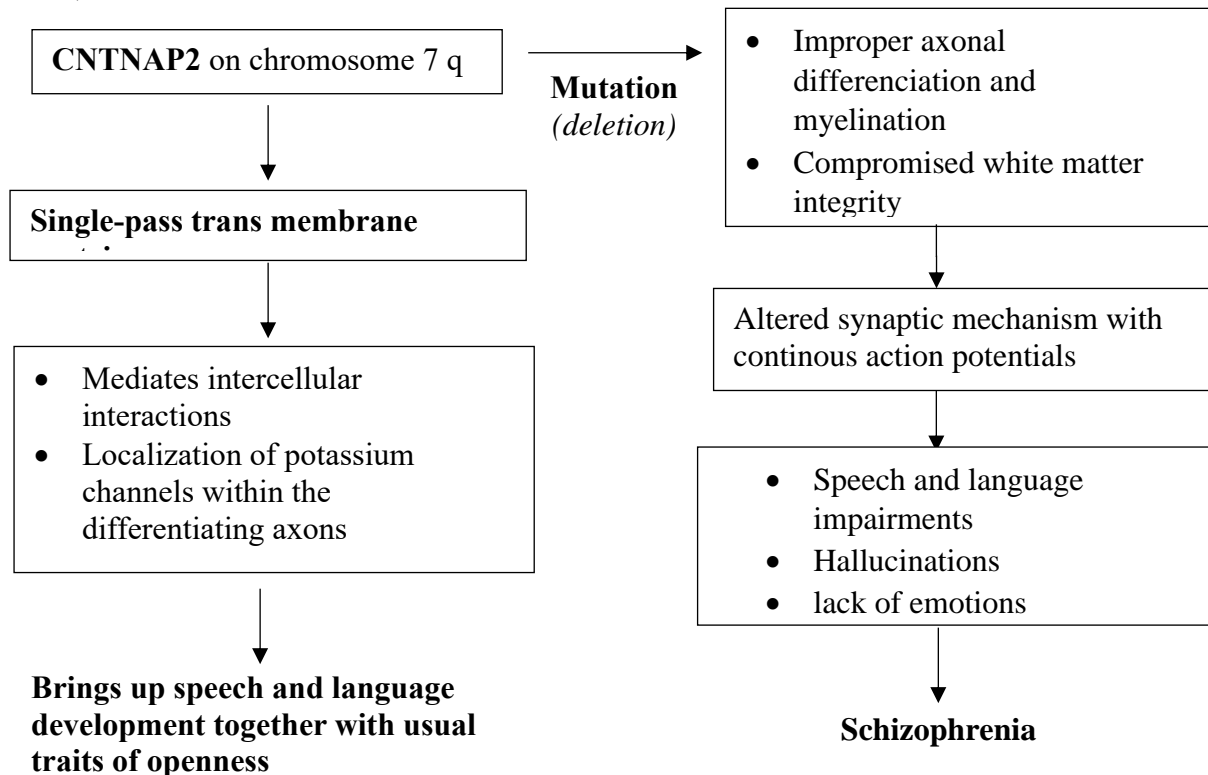 CNTNAP2 on chromosome 7 q
Single-pass trans membrane
• Mediates intercellular
interactions
• Localization of potassium
channels within the
differentiating axons
Brings up speech and language
development together with usual
traits of openness
Mutation
(deletion)
• Improper axonal
differenciation and
myelination
• Compromised white matter
integrity
Altered synaptic mechanism with
continous action potentials
• Speech and language
impairments
• Hallucinations
• lack of emotions
Schizophrenia